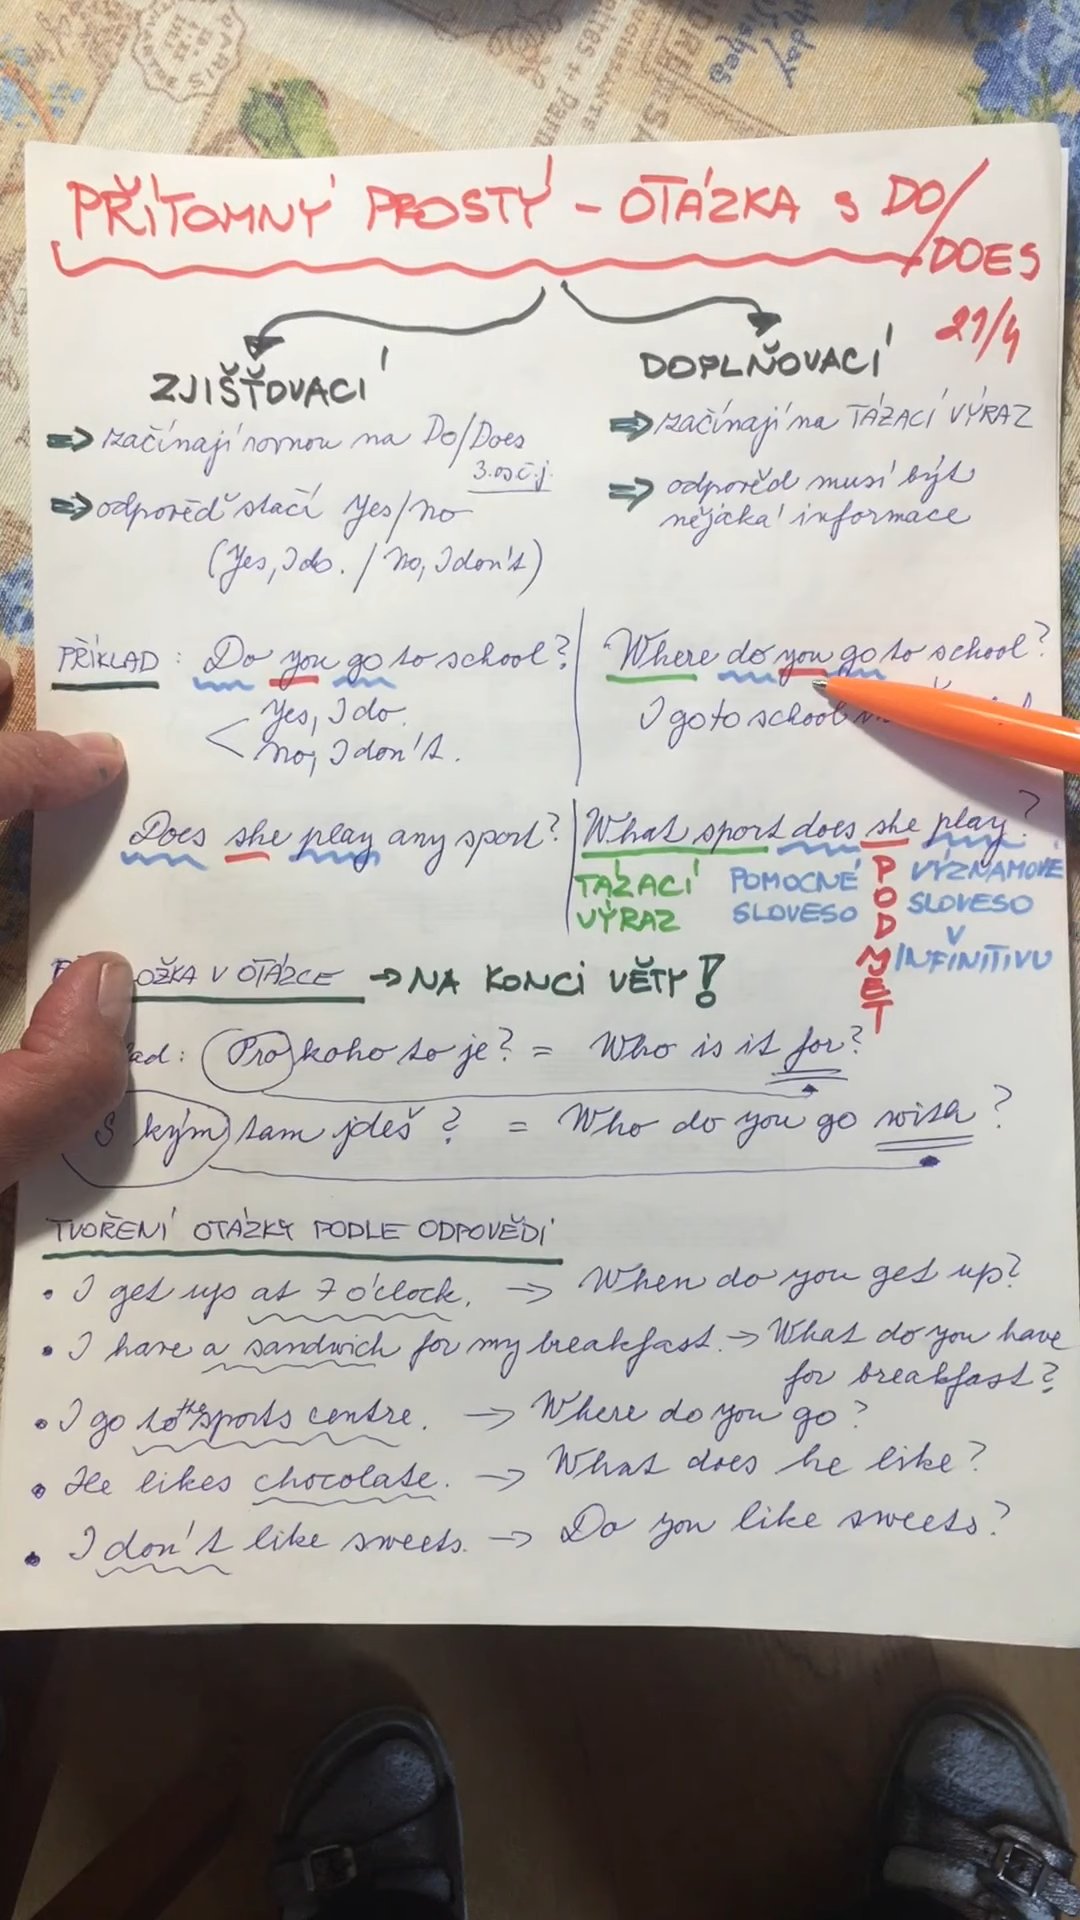 PŘÍTOMNÝ PROSTÝ - OTÁZKA s DO/
DOES
21/4
ZJIŠŤOVACÍ
⇒ začínají rovnou na Do/Does
3. os. č. j.
⇒ odpověď stačí Yes/No
(Yes, I do. / No, I don't)
DOPLŇOVACÍ
⇒ začínají na TÁZACÍ VÝRAZ
⇒ odpověd musí být
nějaká informace
PŘÍKLAD : Do you go to school?
Yes, I do.
No, I don't.
Where do you go to school?
I go to school
Does she play any sport?
What sport does she play?
TÁZACÍ
VÝRAZ
POMOCNÉ
SLOVESO
PODMĚT
VÝZNAMOVÉ
SLOVESO
V
INFINITIVU
V OTÁZCE → NA KONCI VĚTY!
Pro koho to je? = Who is it for?
S kým tam jdeš? = Who do you go with?
TVOŘENÍ OTÁZKY PODLE ODPOVĚDI
• I get up at 7 o'clock. → When do you get up?
• I have a sandwich for my breakfast. → What do you have
for breakfast?
• I go to the sports centre. → Where do you go?
• He likes chocolate. → What does he like?
• I don't like sweets. → Do you like sweets?